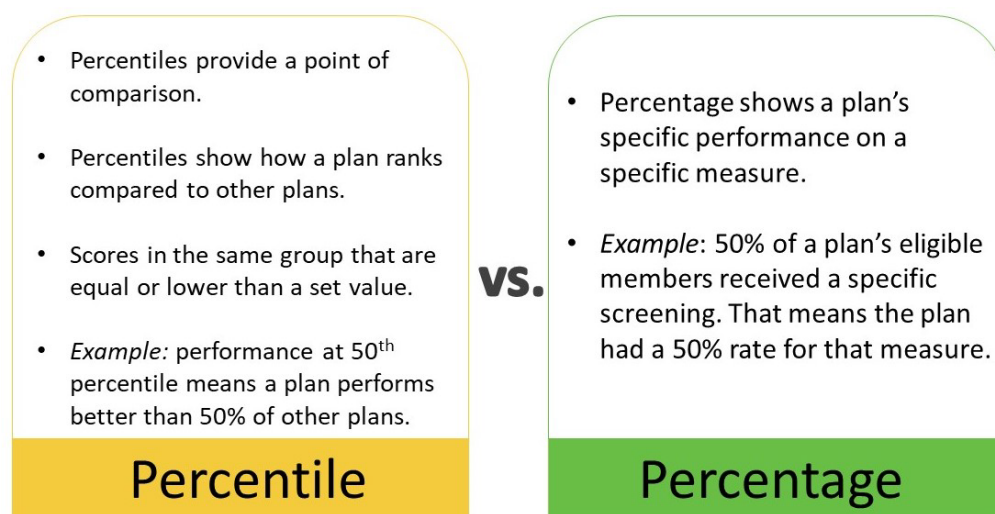 • Percentiles provide a point of
comparison.
• Percentiles show how a plan ranks
compared to other plans.
• Scores in the same group that are
equal or lower than a set value.
• Example: performance at 50th
percentile means a plan performs
better than 50% of other plans.
Percentile
vs.
• Percentage shows a plan’s
specific performance on a
specific measure.
• Example: 50% of a plan’s eligible
members received a specific
screening. That means the plan
had a 50% rate for that measure.
Percentage